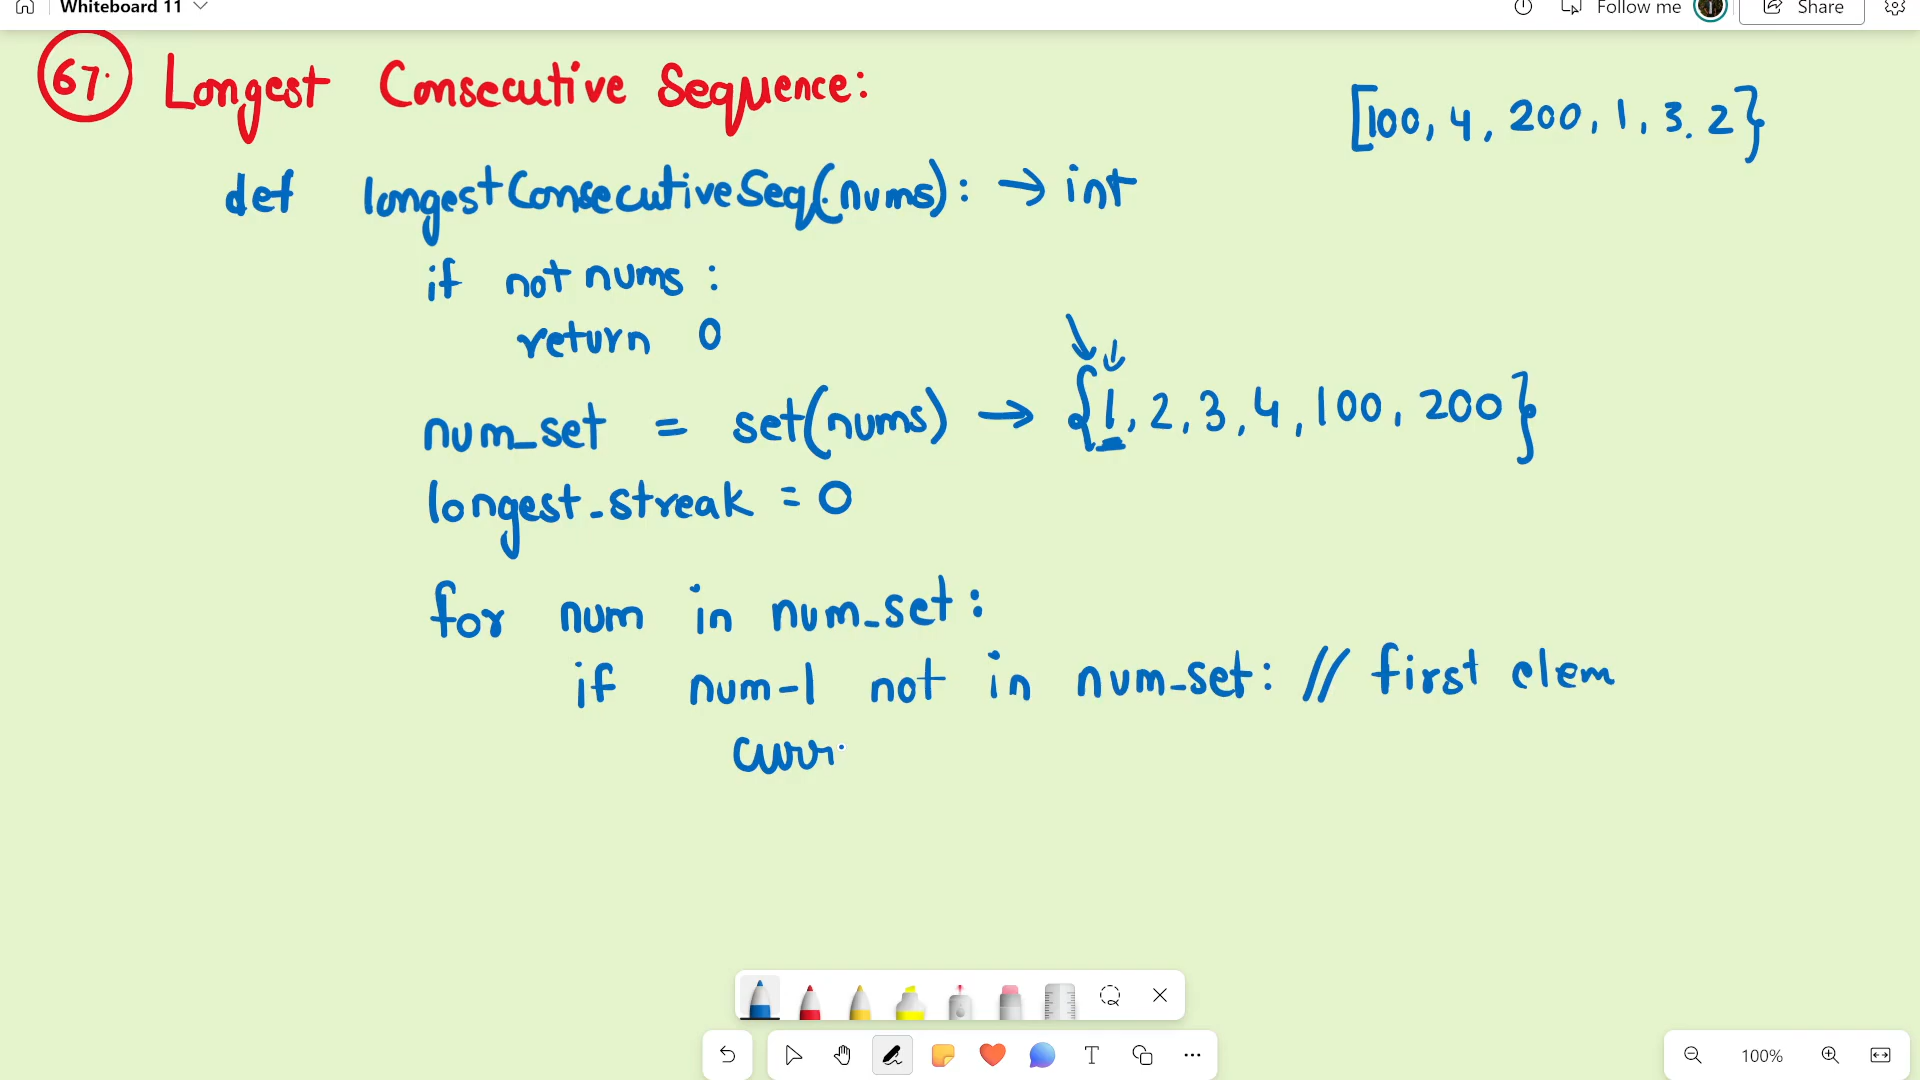 Whiteboard 11
Follow me
Share
67. Longest Consecutive Sequence:
[100, 4, 200, 1, 3. 2}
def longestConsecutiveSeq(nums): → int
if not nums :
return 0
num_set = set(nums) → {1, 2, 3, 4, 100, 200}
longest_streak = 0
for num in num_set:
if num-1 not in num_set: // first elem
curr
100%